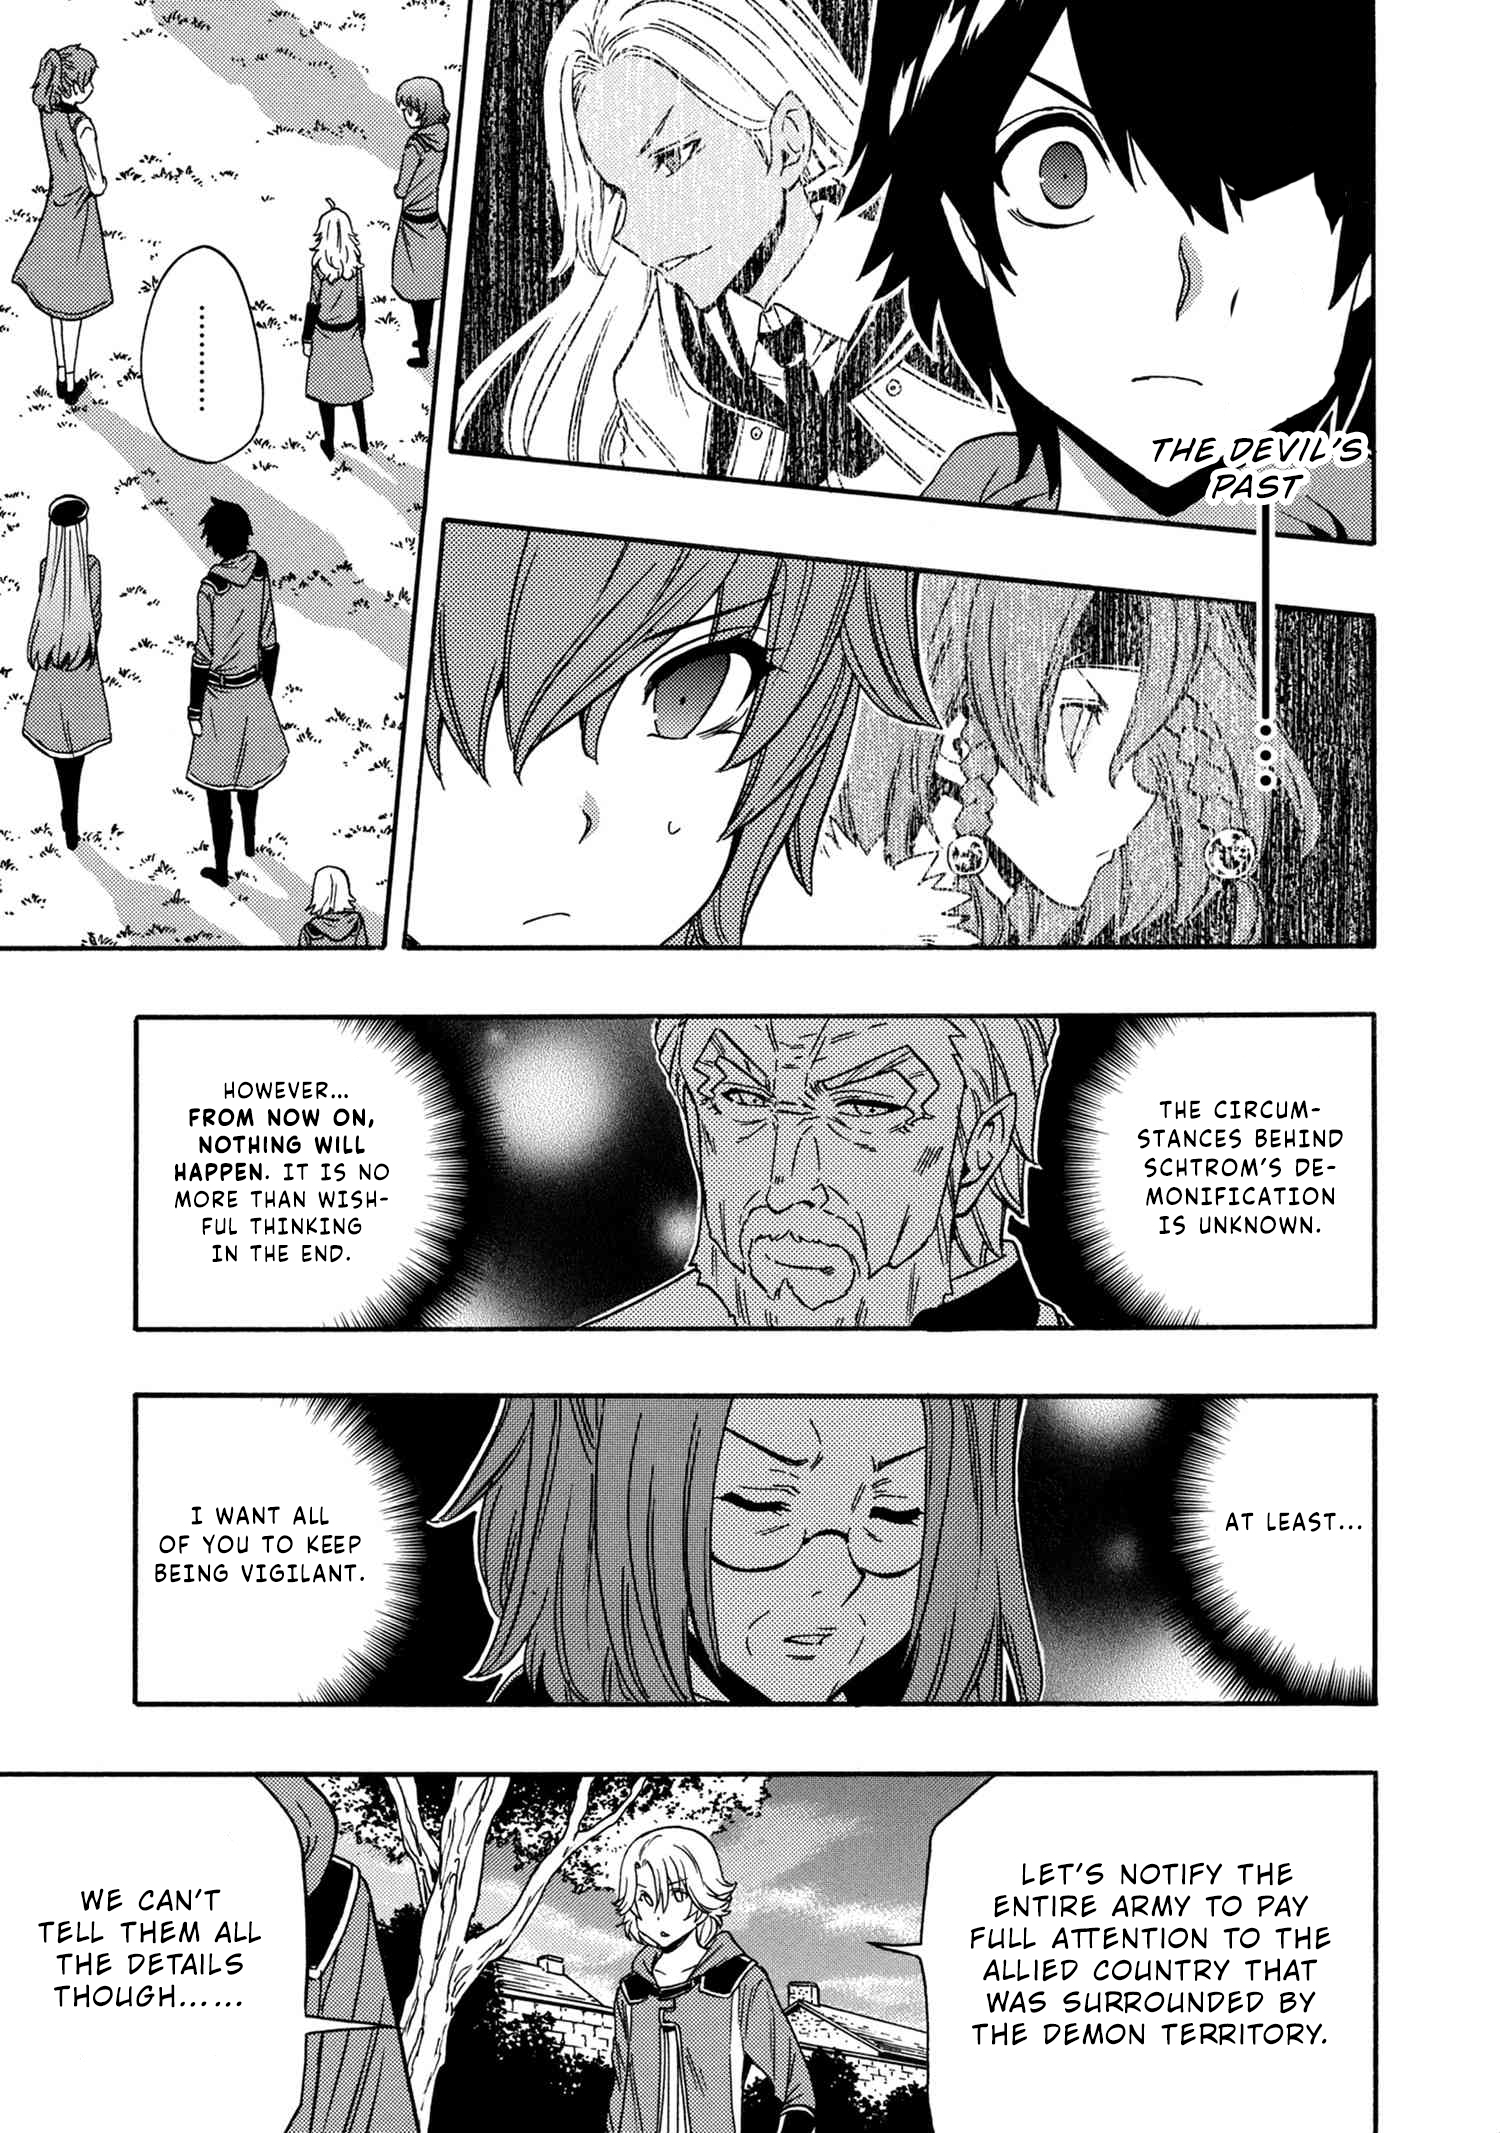 THE DEVIL'S
PAST
...
..........
THE CIRCUM-
STANCES BEHIND
SCHTROM'S DE-
MONIFICATION
IS UNKNOWN.
HOWEVER...
FROM NOW ON,
NOTHING WILL
HAPPEN. IT IS NO
MORE THAN WISH-
FUL THINKING
IN THE END.
AT LEAST...
I WANT ALL
OF YOU TO KEEP
BEING VIGILANT.
LET'S NOTIFY THE
ENTIRE ARMY TO PAY
FULL ATTENTION TO THE
ALLIED COUNTRY THAT
WAS SURROUNDED BY
THE DEMON TERRITORY.
WE CAN'T
TELL THEM ALL
THE DETAILS
THOUGH......